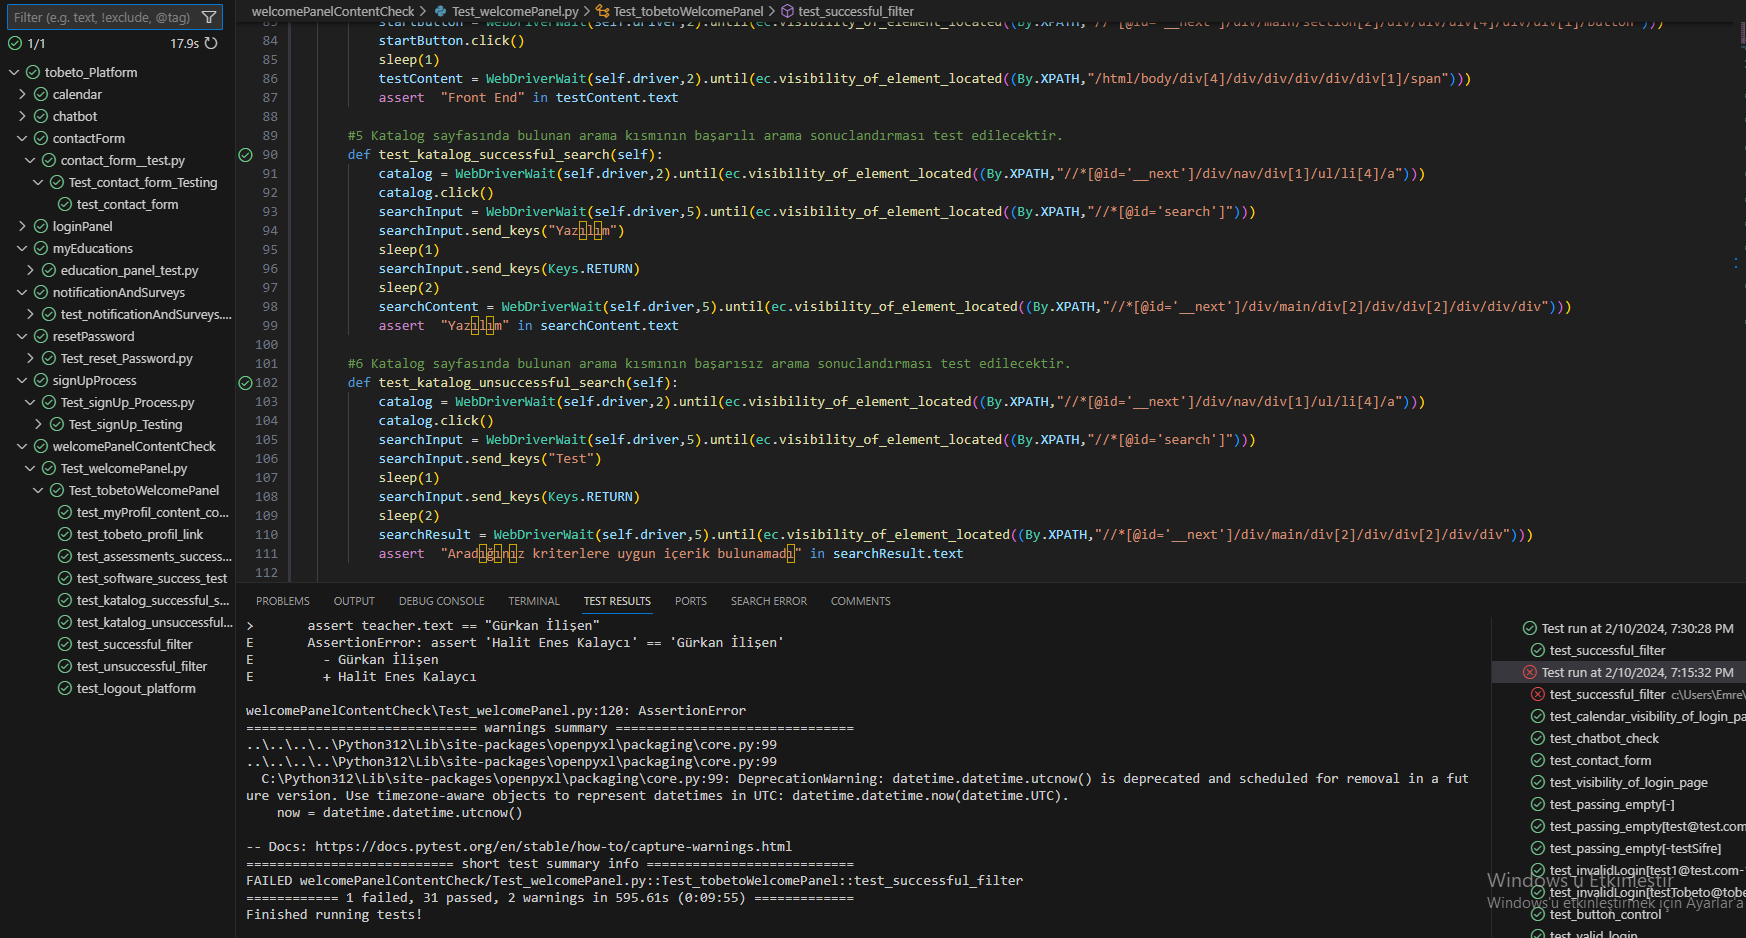 Filter (e.g. text, !exclude, @tag)
1/1
17.9s
tobeto_Platform
calendar
chatbot
contactForm
contact_form__test.py
Test_contact_form_Testing
test_contact_form
loginPanel
myEducations
education_panel_test.py
notificationAndSurveys
test_notificationAndSurveys....
resetPassword
Test_reset_Password.py
signUpProcess
Test_signUp_Process.py
Test_signUp_Testing
welcomePanelContentCheck
Test_welcomePanel.py
Test_tobetoWelcomePanel
test_myProfil_content_co...
test_tobeto_profil_link
test_assessments_success...
test_software_success_test
test_katalog_successful_s...
test_katalog_unsuccessful...
test_successful_filter
test_unsuccessful_filter
test_logout_platform
welcomePanelContentCheck > Test_welcomePanel.py > Test_tobetoWelcomePanel > test_successful_filter
83 startButton = WebDriverWait(self.driver,2).until(ec.visibility_of_element_located((By.XPATH,"//*[@id='__next']/div/main/section[2]/div/div/div[4]/div/div[1]/button")))
84 startButton.click()
85 sleep(1)
86 testContent = WebDriverWait(self.driver,2).until(ec.visibility_of_element_located((By.XPATH,"/html/body/div[4]/div/div/div/div/div[1]/span")))
87 assert  "Front End" in testContent.text
88
89 #5 Katalog sayfasında bulunan arama kısmının başarılı arama sonuclandırması test edilecektir.
90 def test_katalog_successful_search(self):
91 catalog = WebDriverWait(self.driver,2).until(ec.visibility_of_element_located((By.XPATH,"//*[@id='__next']/div/nav/div[1]/ul/li[4]/a")))
92 catalog.click()
93 searchInput = WebDriverWait(self.driver,5).until(ec.visibility_of_element_located((By.XPATH,"//*[@id='search']")))
94 searchInput.send_keys("Yazılım")
95 sleep(1)
96 searchInput.send_keys(Keys.RETURN)
97 sleep(2)
98 searchContent = WebDriverWait(self.driver,5).until(ec.visibility_of_element_located((By.XPATH,"//*[@id='__next']/div/main/div[2]/div/div[2]/div/div/div")))
99 assert  "Yazılım" in searchContent.text
100
101 #6 Katalog sayfasında bulunan arama kısmının başarısız arama sonuclandırması test edilecektir.
102 def test_katalog_unsuccessful_search(self):
103 catalog = WebDriverWait(self.driver,2).until(ec.visibility_of_element_located((By.XPATH,"//*[@id='__next']/div/nav/div[1]/ul/li[4]/a")))
104 catalog.click()
105 searchInput = WebDriverWait(self.driver,5).until(ec.visibility_of_element_located((By.XPATH,"//*[@id='search']")))
106 searchInput.send_keys("Test")
107 sleep(1)
108 searchInput.send_keys(Keys.RETURN)
109 sleep(2)
110 searchResult = WebDriverWait(self.driver,5).until(ec.visibility_of_element_located((By.XPATH,"//*[@id='__next']/div/main/div[2]/div/div[2]/div/div")))
111 assert  "Aradığınız kriterlere uygun içerik bulunamadı" in searchResult.text
112
PROBLEMS OUTPUT DEBUG CONSOLE TERMINAL TEST RESULTS PORTS SEARCH ERROR COMMENTS
> assert teacher.text == "Gürkan İlişen"
E AssertionError: assert 'Halit Enes Kalaycı' == 'Gürkan İlişen'
E - Gürkan İlişen
E + Halit Enes Kalaycı
welcomePanelContentCheck\Test_welcomePanel.py:120: AssertionError
============================== warnings summary ===============================
..\..\..\..\Python312\Lib\site-packages\openpyxl\packaging\core.py:99
..\..\..\..\Python312\Lib\site-packages\openpyxl\packaging\core.py:99
C:\Python312\Lib\site-packages\openpyxl\packaging\core.py:99: DeprecationWarning: datetime.datetime.utcnow() is deprecated and scheduled for removal in a fut
ure version. Use timezone-aware objects to represent datetimes in UTC: datetime.datetime.now(datetime.UTC).
now = datetime.datetime.utcnow()
-- Docs: https://docs.pytest.org/en/stable/how-to/capture-warnings.html
=========================== short test summary info ===========================
FAILED welcomePanelContentCheck/Test_welcomePanel.py::Test_tobetoWelcomePanel::test_successful_filter
============ 1 failed, 31 passed, 2 warnings in 595.61s (0:09:55) =============
Finished running tests!
Test run at 2/10/2024, 7:30:28 PM
test_successful_filter
Test run at 2/10/2024, 7:15:32 PM
test_successful_filter c:\Users\Emre\
test_calendar_visibility_of_login_pa
test_chatbot_check
test_contact_form
test_visibility_of_login_page
test_passing_empty[-]
test_passing_empty[test@test.com
test_passing_empty[-testSifre]
test_invalidLogin[test1@test.com-
test_invalidLogin[testTobeto@tobe
test_button_control
test_valid_login
Windows'u Etkinleştir
Windows'u etkinleştirmek için Ayarlar'a